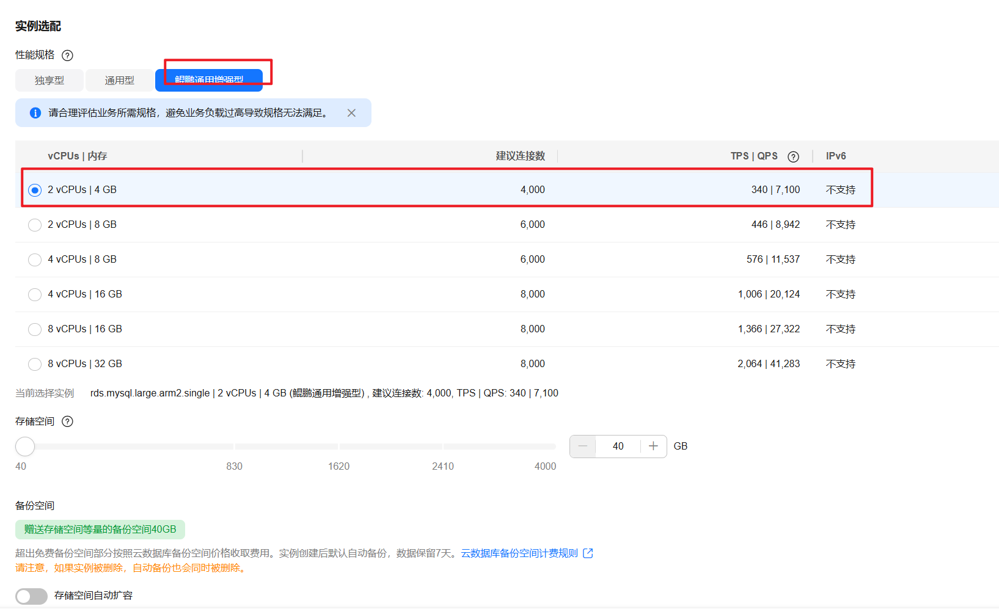 实例选配
性能规格
独享型 通用型 鲲鹏通用增强型
请合理评估业务所需规格，避免业务负载过高导致规格无法满足。
vCPUs | 内存 建议连接数 TPS | QPS IPv6
2 vCPUs | 4 GB 4,000 340 | 7,100 不支持
2 vCPUs | 8 GB 6,000 446 | 8,942 不支持
4 vCPUs | 8 GB 6,000 576 | 11,537 不支持
4 vCPUs | 16 GB 8,000 1,006 | 20,124 不支持
8 vCPUs | 16 GB 8,000 1,366 | 27,322 不支持
8 vCPUs | 32 GB 8,000 2,064 | 41,283 不支持
当前选择实例 rds.mysql.large.arm2.single | 2 vCPUs | 4 GB (鲲鹏通用增强型) , 建议连接数: 4,000, TPS | QPS: 340 | 7,100
存储空间
40 GB
40 830 1620 2410 4000
备份空间
赠送存储空间等量的备份空间40GB
超出免费备份空间部分按照云数据库备份空间价格收取费用。实例创建后默认自动备份，数据保留7天。云数据库备份空间计费规则
请注意，如果实例被删除，自动备份也会同时被删除。
存储空间自动扩容